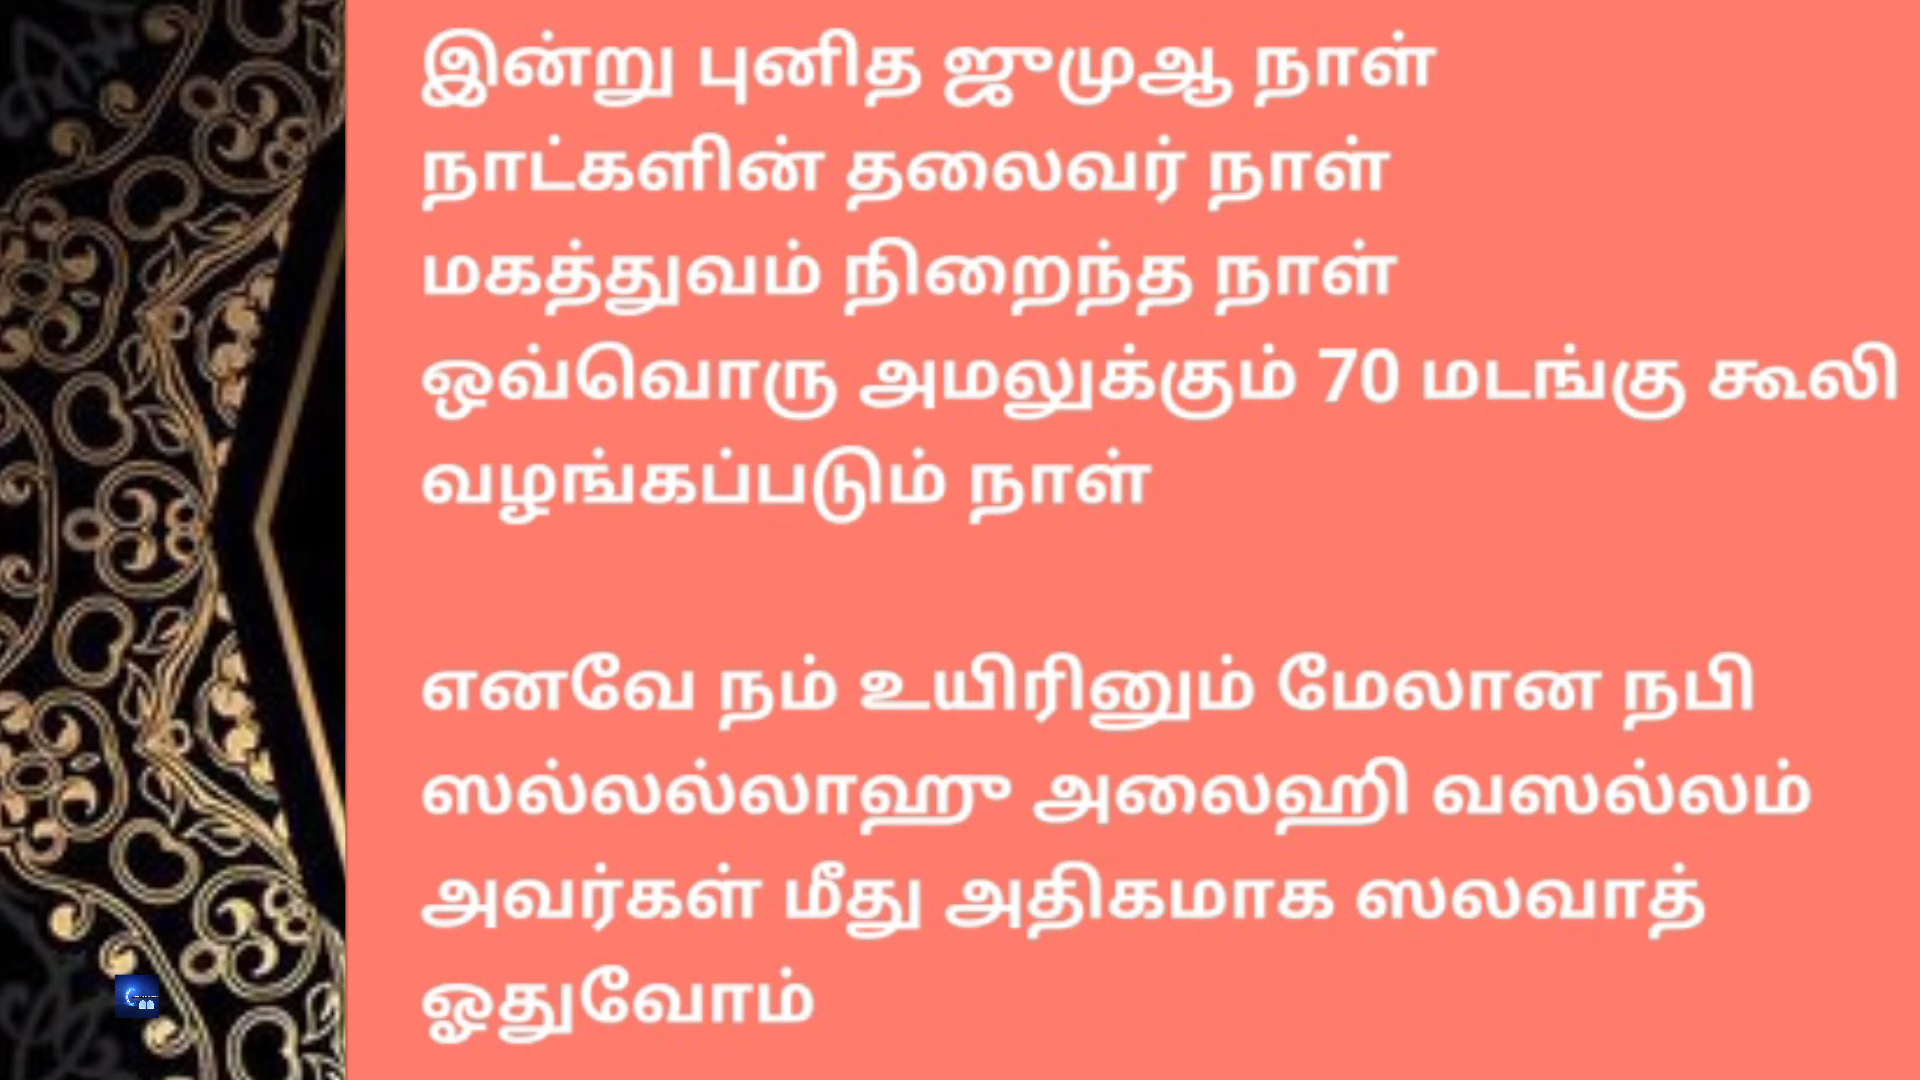 இன்று புனித ஜுமுஆ நாள்
நாட்களின் தலைவர் நாள்
மகத்துவம் நிறைந்த நாள்
ஒவ்வொரு அமலுக்கும் 70 மடங்கு கூலி
வழங்கப்படும் நாள்
எனவே நம் உயிரினும் மேலான நபி
ஸல்லல்லாஹு அலைஹி வஸல்லம்
அவர்கள் மீது அதிகமாக ஸலவாத்
ஓதுவோம்